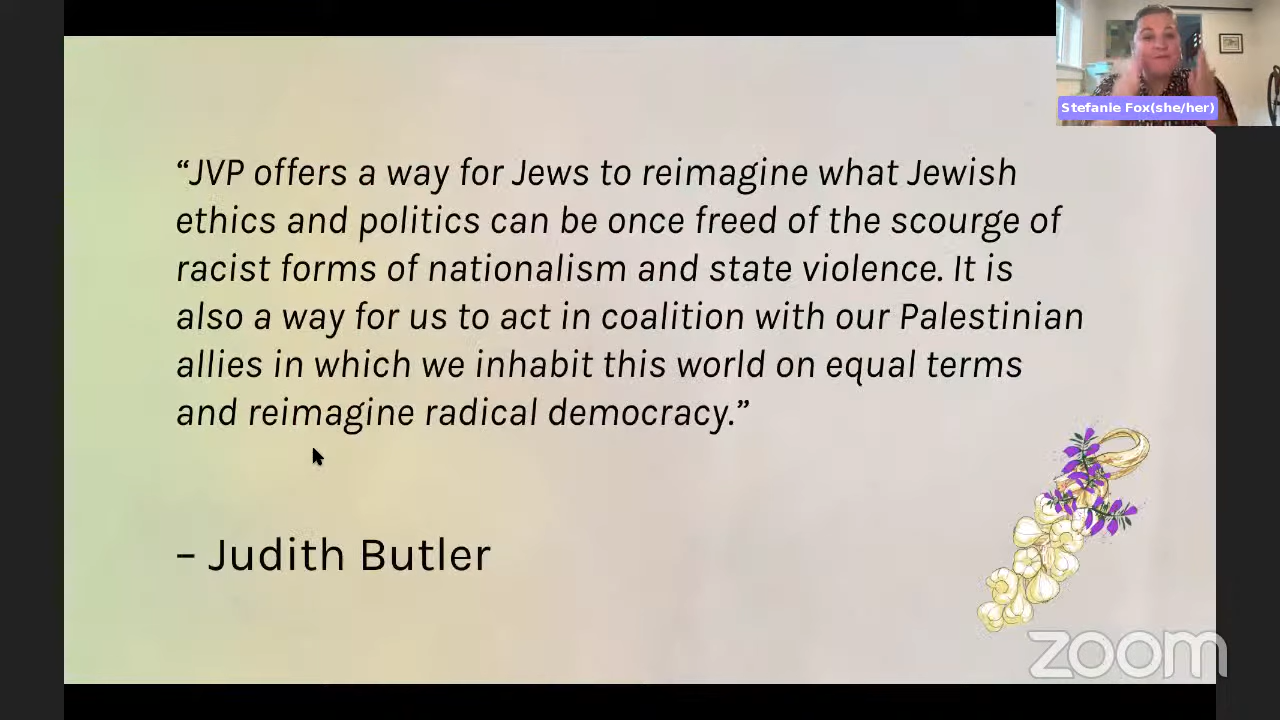 Stefanie Fox(she/her)
“JVP offers a way for Jews to reimagine what Jewish
ethics and politics can be once freed of the scourge of
racist forms of nationalism and state violence. It is
also a way for us to act in coalition with our Palestinian
allies in which we inhabit this world on equal terms
and reimagine radical democracy.”
– Judith Butler
zoom